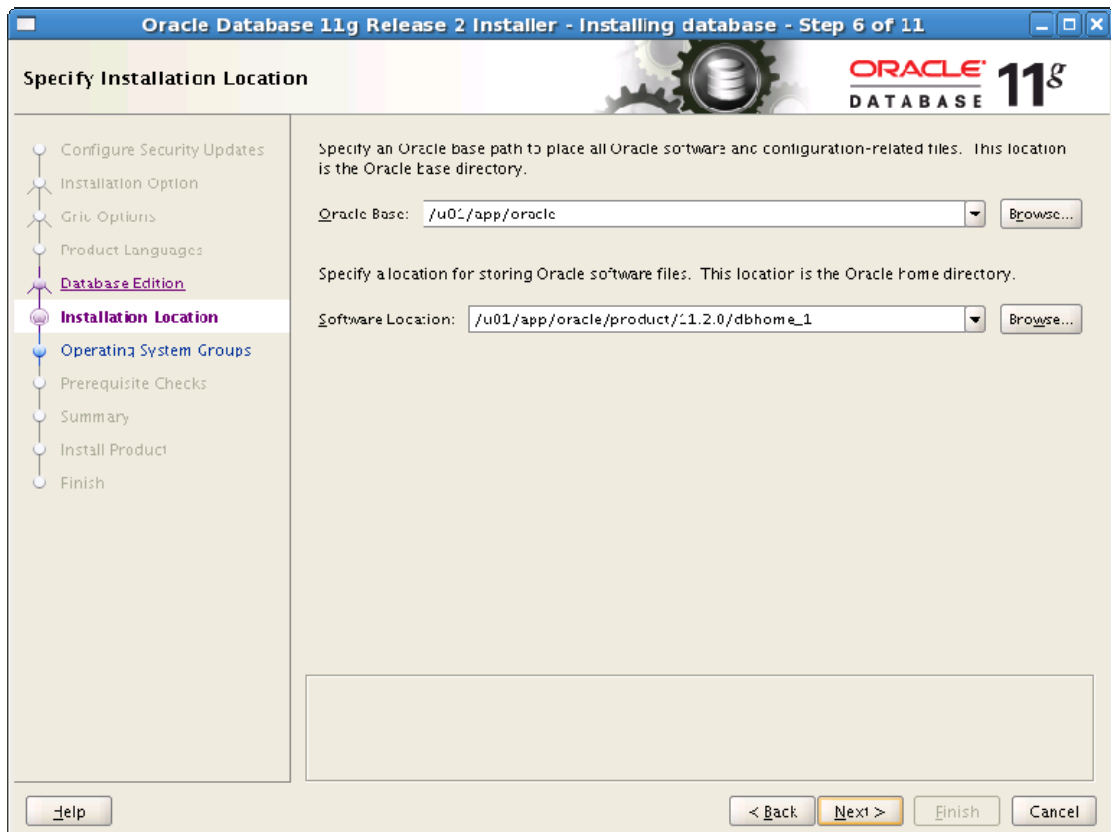 Oracle Database 11g Release 2 Installer - Installing database - Step 6 of 11
Specify Installation Location
ORACLE
DATABASE
11g
Configure Security Updates
Installation Option
Grid Options
Product Languages
Database Edition
Installation Location
Operating System Groups
Prerequisite Checks
Summary
Install Product
Finish
Specify an Oracle base path to place all Oracle software and configuration-related files. This location
is the Oracle base directory.
Oracle Base: /u01/app/oracle Browse...
Specify a location for storing Oracle software files. This location is the Oracle home directory.
Software Location: /u01/app/oracle/product/11.2.0/dbhome_1 Browse...
Help < Back Next > Finish Cancel